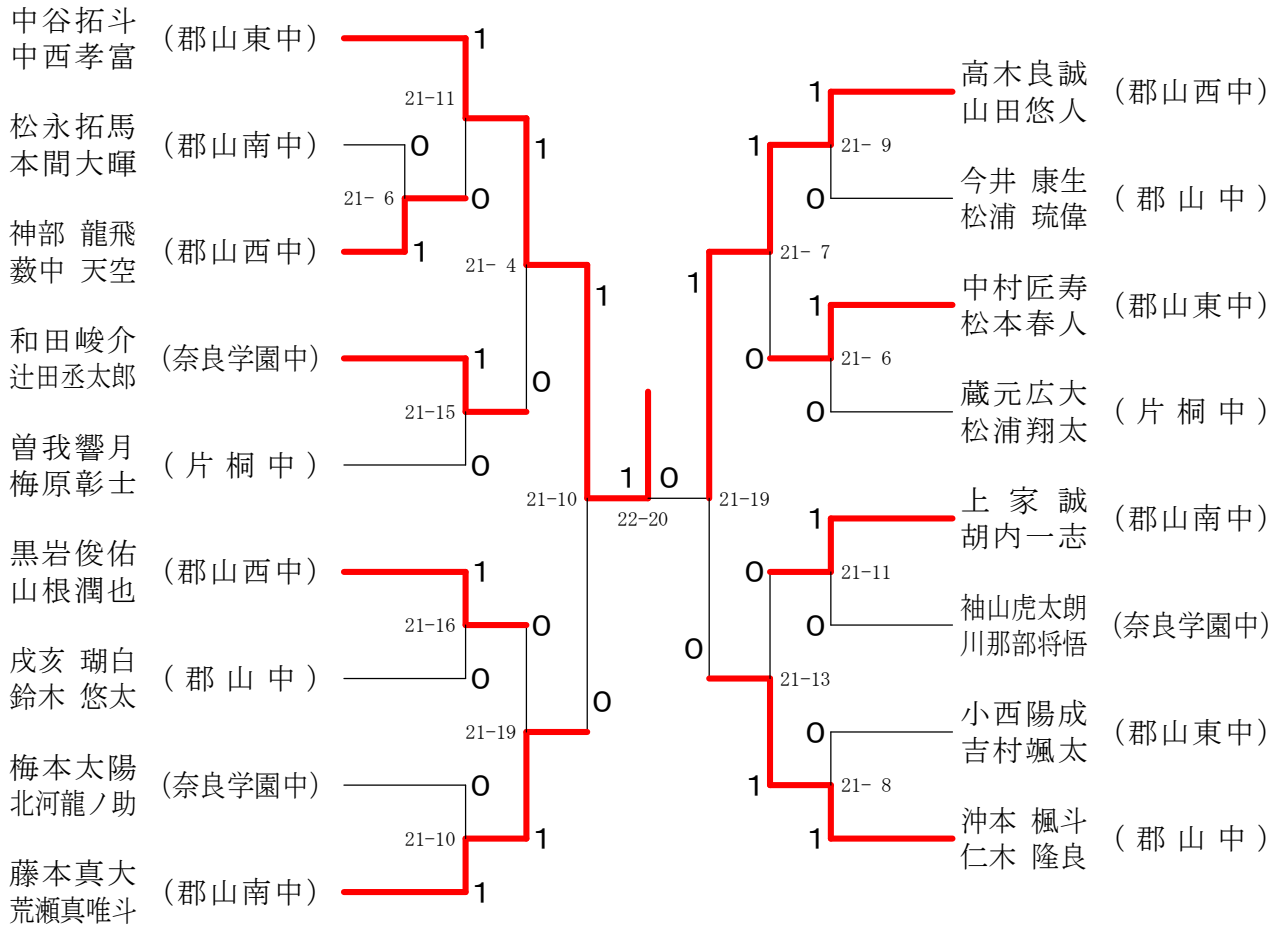 中谷拓斗
中西孝富
(郡山東中)
1
21-11
松永拓馬
本間大暉
(郡山南中)
0
1
21- 6
0
神部 龍飛
薮中 天空
(郡山西中)
1
21- 4
1
和田峻介
辻田丞太郎
(奈良学園中)
1
0
21-15
曽我響月
梅原彰士
(片桐中)
0
21-10
1
0
22-20
黒岩俊佑
山根潤也
(郡山西中)
1
21-16
0
戌亥 瑚白
鈴木 悠太
(郡山中)
0
0
21-19
梅本太陽
北河龍ノ助
(奈良学園中)
0
21-10
1
藤本真大
荒瀬真唯斗
(郡山南中)
1
高木良誠
山田悠人
(郡山西中)
1
1
21- 9
今井 康生
松浦 琉偉
(郡山中)
0
21- 7
1
中村匠寿
松本春人
(郡山東中)
1
0
21- 6
蔵元広大
松浦翔太
(片桐中)
0
21-19
上家誠
胡内一志
(郡山南中)
1
0
21-11
袖山虎太朗
川那部将悟
(奈良学園中)
0
0
21-13
小西陽成
吉村颯太
(郡山東中)
0
1
21- 8
沖本 楓斗
仁木 隆良
(郡山中)
1